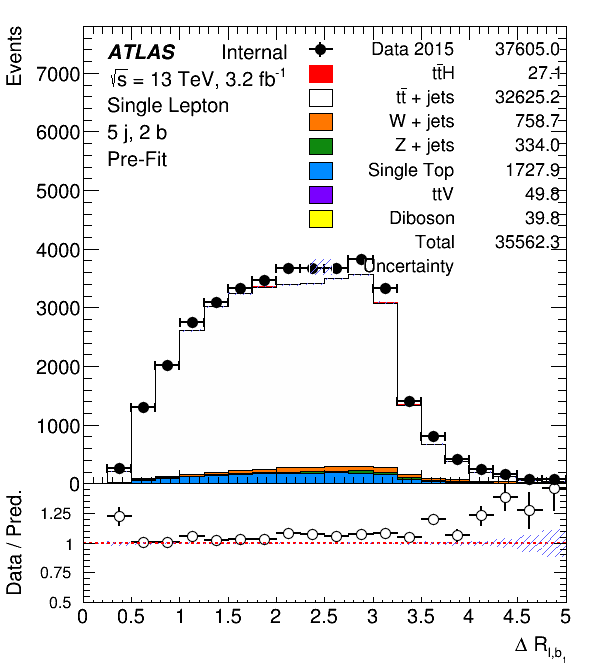 Events
ATLAS Internal
√s = 13 TeV, 3.2 fb⁻¹
Single Lepton
5 j, 2 b
Pre-Fit
Data 2015 37605.0
tt̄H 27.1
tt̄ + jets 32625.2
W + jets 758.7
Z + jets 334.0
Single Top 1727.9
ttV 49.8
Diboson 39.8
Total 35562.3
Uncertainty
7000
6000
5000
4000
3000
2000
1000
0
Data / Pred.
1.25
1
0.75
0.5
0 0.5 1 1.5 2 2.5 3 3.5 4 4.5 5
Δ R l,b₁